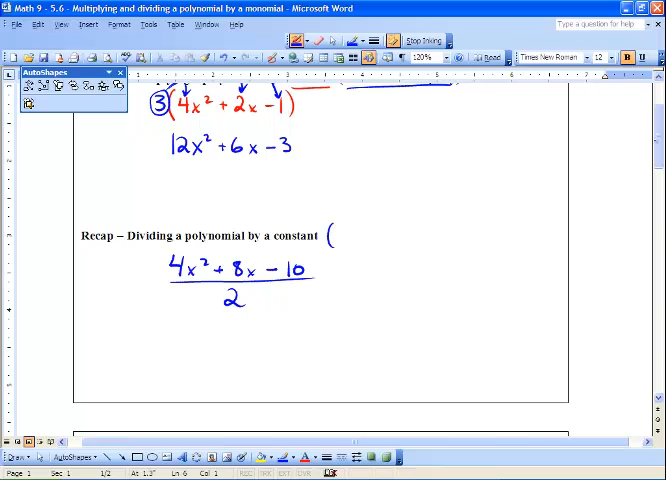 Math 9 - 5.6 - Multiplying and dividing a polynomial by a monomial - Microsoft Word
File Edit View Insert Format Tools Table Window Help Type a question for help
Stop Inking
120% Read Times New Roman 12 B U
AutoShapes
3(4x² + 2x - 1)
12x² + 6x - 3
Recap – Dividing a polynomial by a constant (
4x² + 8x - 10
2
Draw AutoShapes
Page 1 Sec 1 1/2 At 1.3" Ln 6 Col 1 REC TRK EXT OVR